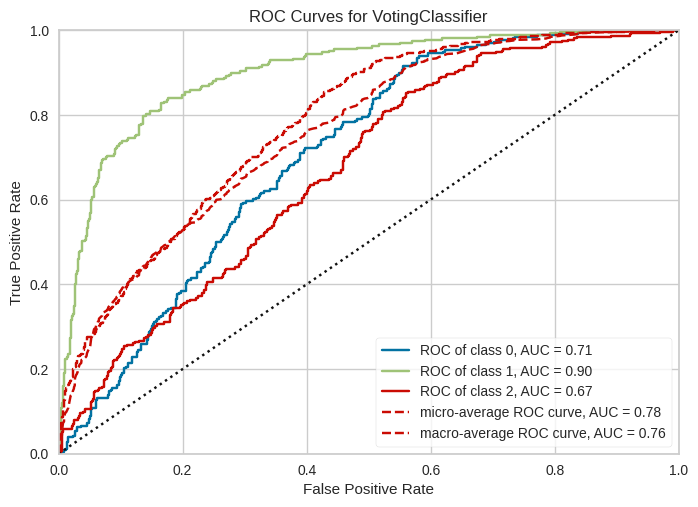 ROC Curves for VotingClassifier
True Positive Rate
1.0
0.8
0.6
0.4
0.2
0.0
ROC of class 0, AUC = 0.71
ROC of class 1, AUC = 0.90
ROC of class 2, AUC = 0.67
micro-average ROC curve, AUC = 0.78
macro-average ROC curve, AUC = 0.76
0.0 0.2 0.4 0.6 0.8 1.0
False Positive Rate